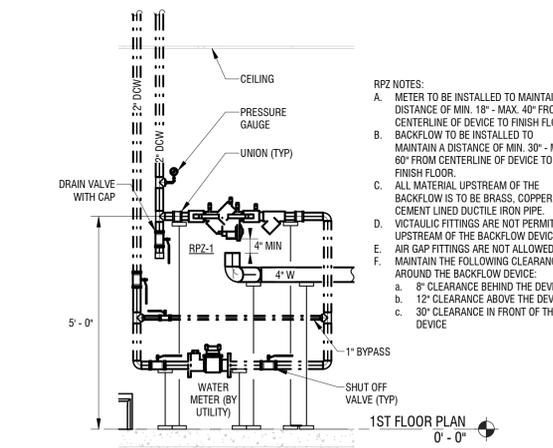 CEILING
PRESSURE
GAUGE
UNION (TYP)
2" DCW
2" DCW
DRAIN VALVE
WITH CAP
RPZ-1
4" MIN
4" W
5' - 0"
1" BYPASS
WATER
METER (BY
UTILITY)
SHUT OFF
VALVE (TYP)
1ST FLOOR PLAN
0' - 0"
RPZ NOTES:
A. METER TO BE INSTALLED TO MAINTAI
DISTANCE OF MIN. 18" - MAX. 40" FRO
CENTERLINE OF DEVICE TO FINISH FLO
B. BACKFLOW TO BE INSTALLED TO
MAINTAIN A DISTANCE OF MIN. 30" - M
60" FROM CENTERLINE OF DEVICE TO
FINISH FLOOR.
C. ALL MATERIAL UPSTREAM OF THE
BACKFLOW IS TO BE BRASS, COPPER
CEMENT LINED DUCTILE IRON PIPE.
D. VICTAULIC FITTINGS ARE NOT PERMIT
UPSTREAM OF THE BACKFLOW DEVIC
E. AIR GAP FITTINGS ARE NOT ALLOWED
F. MAINTAIN THE FOLLOWING CLEARANC
AROUND THE BACKFLOW DEVICE:
a. 8" CLEARANCE BEHIND THE DEVI
b. 12" CLEARANCE ABOVE THE DEV
c. 30" CLEARANCE IN FRONT OF TH
DEVICE